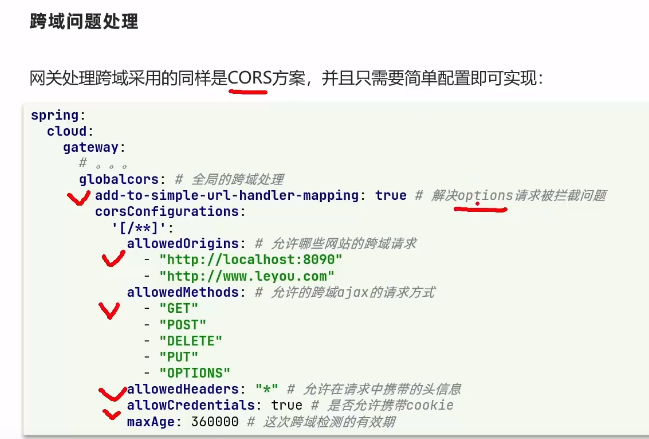 跨域问题处理
网关处理跨域采用的同样是CORS方案，并且只需要简单配置即可实现：
spring:
  cloud:
    gateway:
      # 。。。
      globalcors: # 全局的跨域处理
        add-to-simple-url-handler-mapping: true # 解决options请求被拦截问题
        corsConfigurations:
          '[/**]':
            allowedOrigins: # 允许哪些网站的跨域请求
              - "http://localhost:8090"
              - "http://www.leyou.com"
            allowedMethods: # 允许的跨域ajax的请求方式
              - "GET"
              - "POST"
              - "DELETE"
              - "PUT"
              - "OPTIONS"
            allowedHeaders: "*" # 允许在请求中携带的头信息
            allowCredentials: true # 是否允许携带cookie
            maxAge: 360000 # 这次跨域检测的有效期